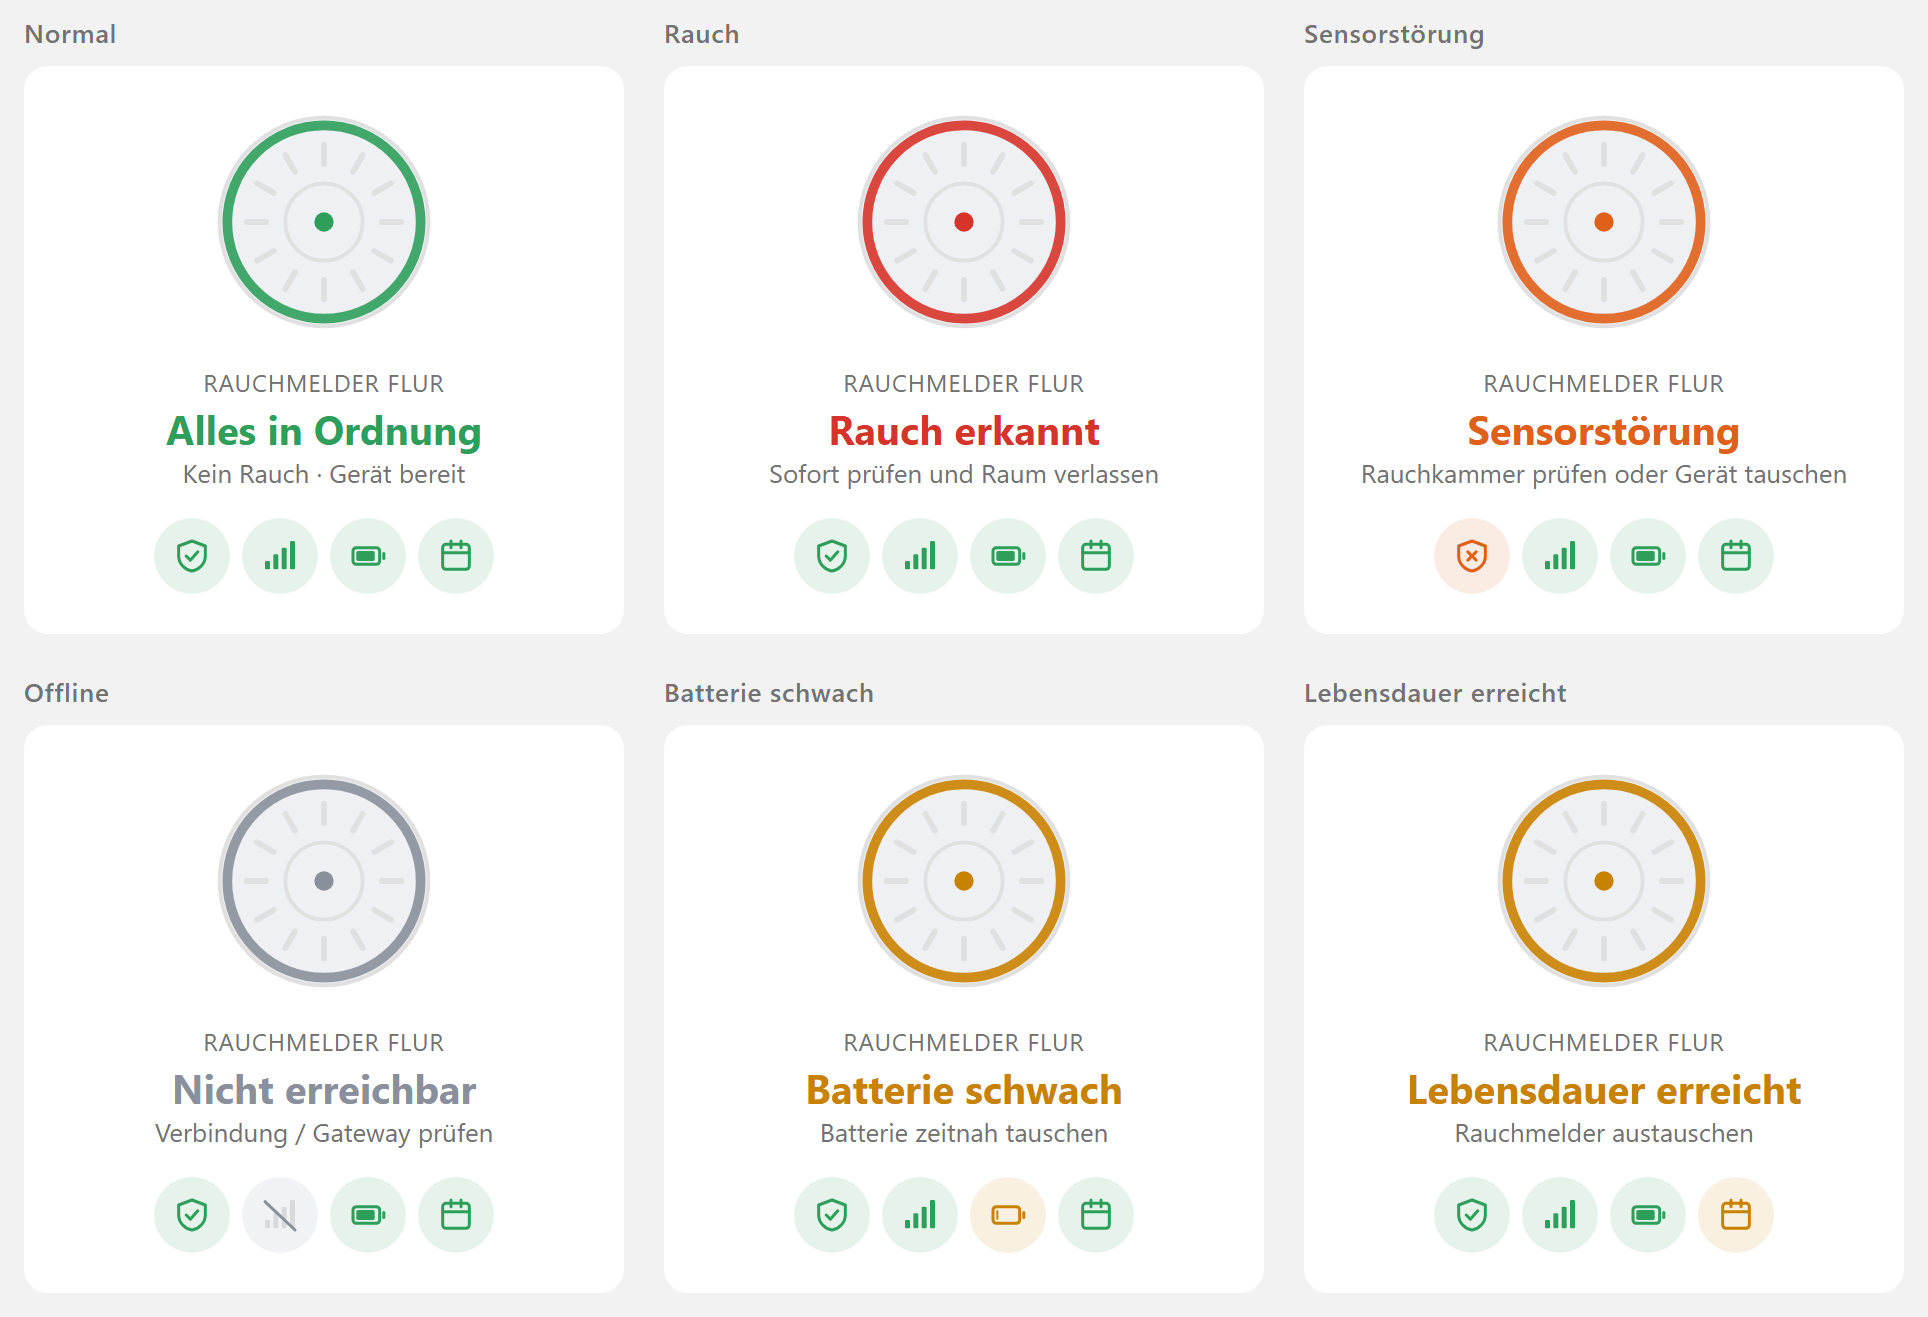 Normal
RAUCHMELDER FLUR
Alles in Ordnung
Kein Rauch · Gerät bereit
Rauch
RAUCHMELDER FLUR
Rauch erkannt
Sofort prüfen und Raum verlassen
Sensorstörung
RAUCHMELDER FLUR
Sensorstörung
Rauchkammer prüfen oder Gerät tauschen
Offline
RAUCHMELDER FLUR
Nicht erreichbar
Verbindung / Gateway prüfen
Batterie schwach
RAUCHMELDER FLUR
Batterie schwach
Batterie zeitnah tauschen
Lebensdauer erreicht
RAUCHMELDER FLUR
Lebensdauer erreicht
Rauchmelder austauschen